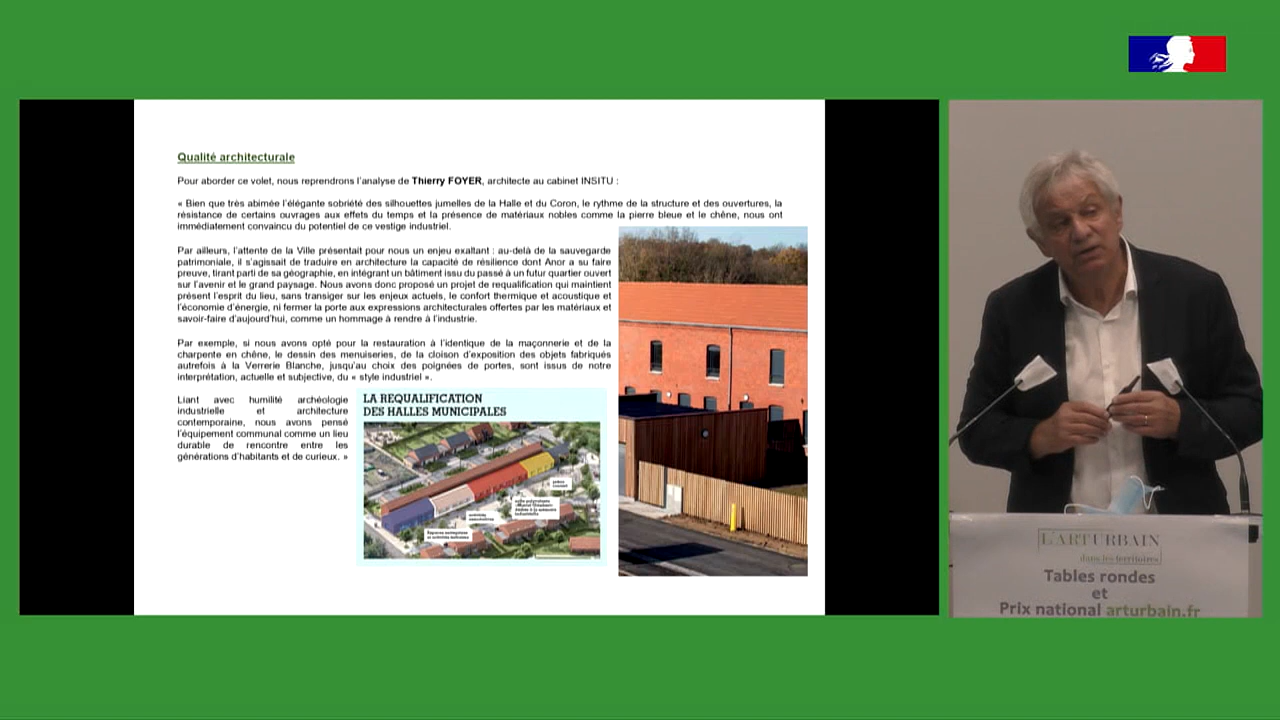 Qualité architecturale
Pour aborder ce volet, nous reprendrons l'analyse de Thierry FOYER, architecte au cabinet INSITU :
« Bien que très abimée l'élégante sobriété des silhouettes jumelles de la Halle et du Coron, le rythme de la structure et des ouvertures, la
résistance de certains ouvrages aux effets du temps et la présence de matériaux nobles comme la pierre bleue et le chêne, nous ont
immédiatement convaincu du potentiel de ce vestige industriel.
Par ailleurs, l'attente de la Ville présentait pour nous un enjeu exaltant : au-delà de la sauvegarde
patrimoniale, il s'agissait de traduire en architecture la capacité de résilience dont Anor a su faire
preuve, tirant parti de sa géographie, en intégrant un bâtiment issu du passé à un futur quartier ouvert
sur l'avenir et le grand paysage. Nous avons donc proposé un projet de requalification qui maintient
présent l'esprit du lieu, sans transiger sur les enjeux actuels, le confort thermique et acoustique et
l'économie d'énergie, ni fermer la porte aux expressions architecturales offertes par les matériaux et
savoir-faire d'aujourd'hui, comme un hommage à rendre à l'industrie.
Par exemple, si nous avons opté pour la restauration à l'identique de la maçonnerie et de la
charpente en chêne, le dessin des menuiseries, de la cloison d'exposition des objets fabriqués
autrefois à la Verrerie Blanche, jusqu'au choix des poignées de portes, sont issus de notre
interprétation, actuelle et subjective, du « style industriel ».
Liant avec humilité archéologie
industrielle et architecture
contemporaine, nous avons pensé
l'équipement communal comme un lieu
durable de rencontre entre les
générations d'habitants et de curieux. »
LA REQUALIFICATION
DES HALLES MUNICIPALES
L'ARTURBAIN
dans les territoires
Tables rondes
et
Prix national arturbain.fr